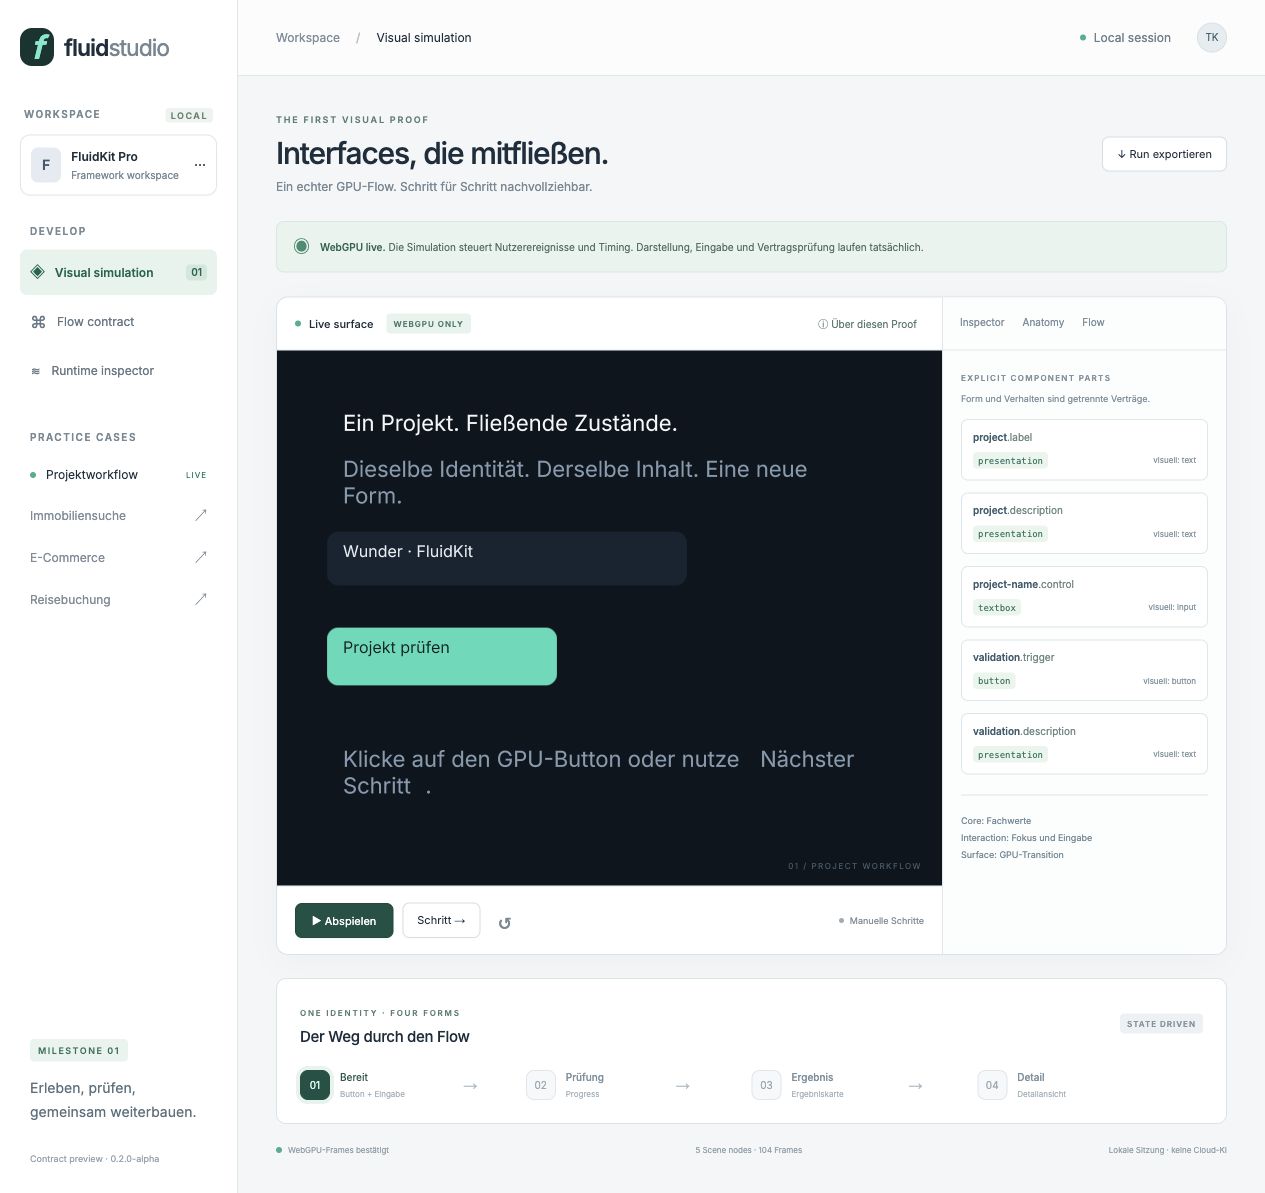 fluidstudio
WORKSPACE
LOCAL
F
FluidKit Pro
Framework workspace
...
DEVELOP
Visual simulation
01
Flow contract
Runtime inspector
PRACTICE CASES
Projektworkflow
LIVE
Immobiliensuche
E-Commerce
Reisebuchung
MILESTONE 01
Erleben, prüfen,
gemeinsam weiterbauen.
Contract preview · 0.2.0-alpha
Workspace / Visual simulation
Local session
TK
THE FIRST VISUAL PROOF
Interfaces, die mitfließen.
Ein echter GPU-Flow. Schritt für Schritt nachvollziehbar.
↓ Run exportieren
WebGPU live. Die Simulation steuert Nutzerereignisse und Timing. Darstellung, Eingabe und Vertragsprüfung laufen tatsächlich.
Live surface
WEBGPU ONLY
ⓘ Über diesen Proof
Ein Projekt. Fließende Zustände.
Dieselbe Identität. Derselbe Inhalt. Eine neue
Form.
Wunder · FluidKit
Projekt prüfen
Klicke auf den GPU-Button oder nutze Nächster
Schritt .
01 / PROJECT WORKFLOW
▶ Abspielen
Schritt →
↺
Manuelle Schritte
Inspector Anatomy Flow
EXPLICIT COMPONENT PARTS
Form und Verhalten sind getrennte Verträge.
project.label
presentation
visuell: text
project.description
presentation
visuell: text
project-name.control
textbox
visuell: input
validation.trigger
button
visuell: button
validation.description
presentation
visuell: text
Core: Fachwerte
Interaction: Fokus und Eingabe
Surface: GPU-Transition
ONE IDENTITY · FOUR FORMS
Der Weg durch den Flow
STATE DRIVEN
01
Bereit
Button + Eingabe
→
02
Prüfung
Progress
→
03
Ergebnis
Ergebniskarte
→
04
Detail
Detailansicht
WebGPU-Frames bestätigt
5 Scene nodes · 104 Frames
Lokale Sitzung · keine Cloud-KI